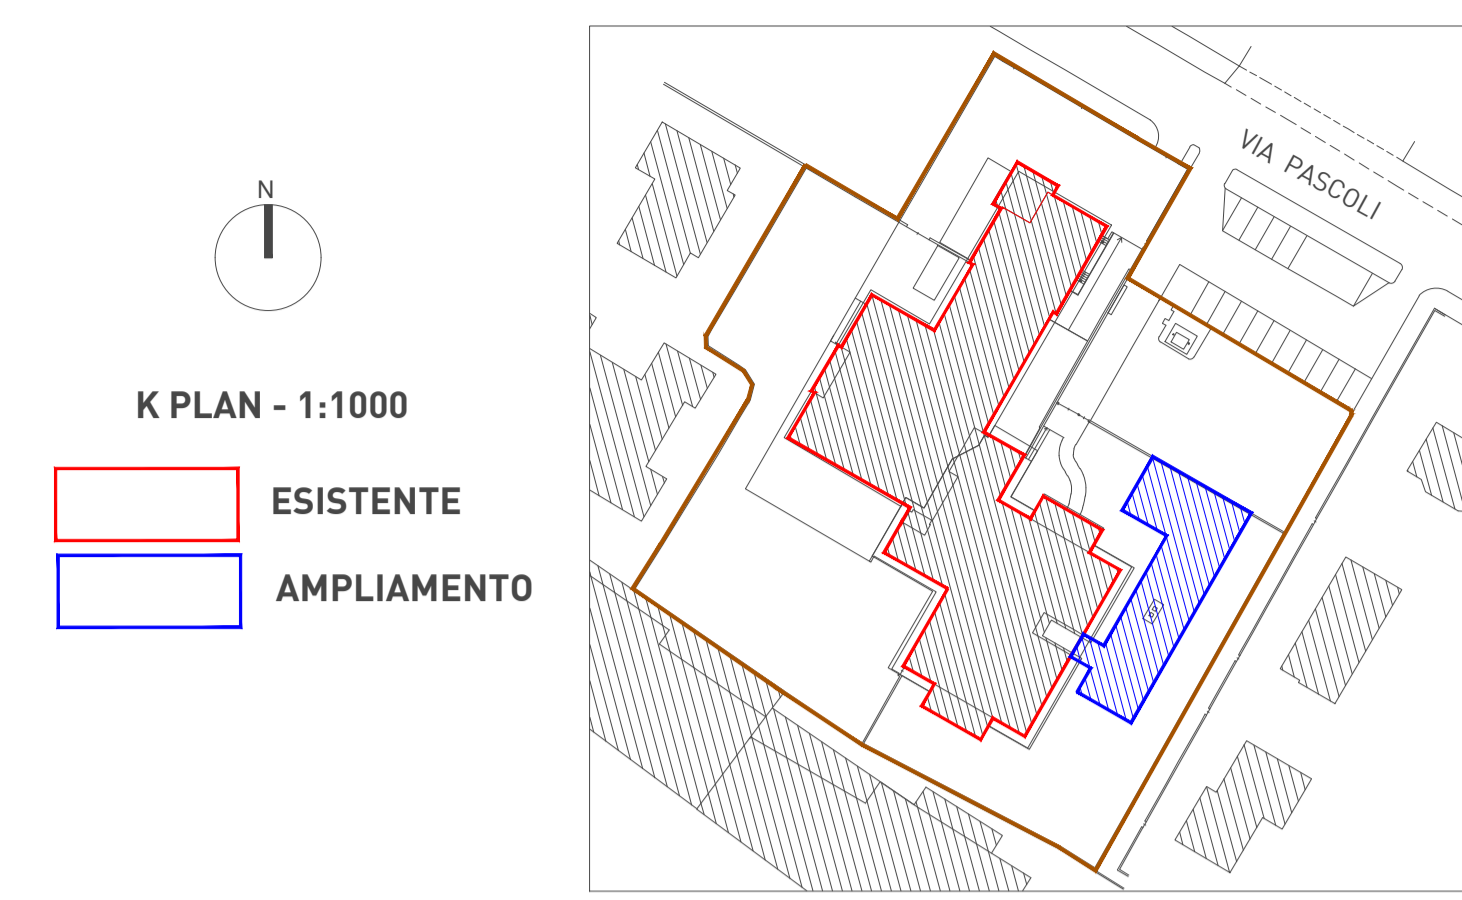 N
K PLAN - 1:1000
ESISTENTE
AMPLIAMENTO
VIA PASCOLI